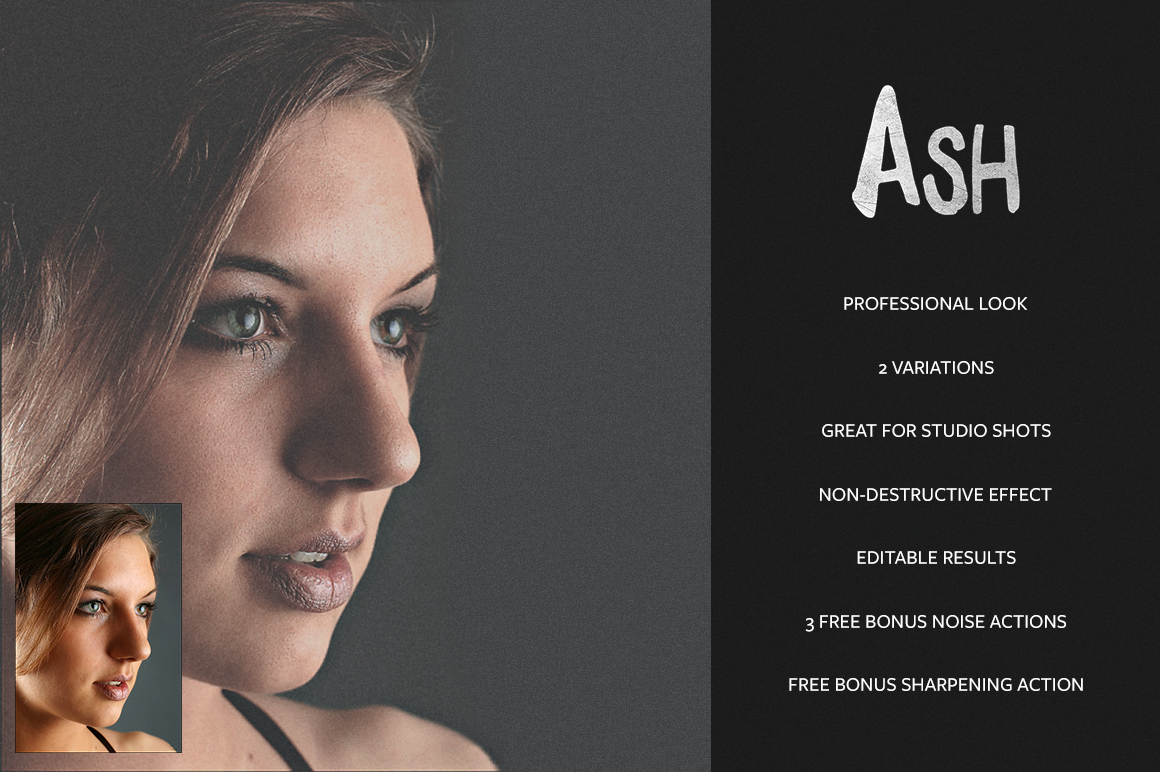 ASH
PROFESSIONAL LOOK
2 VARIATIONS
GREAT FOR STUDIO SHOTS
NON-DESTRUCTIVE EFFECT
EDITABLE RESULTS
3 FREE BONUS NOISE ACTIONS
FREE BONUS SHARPENING ACTION